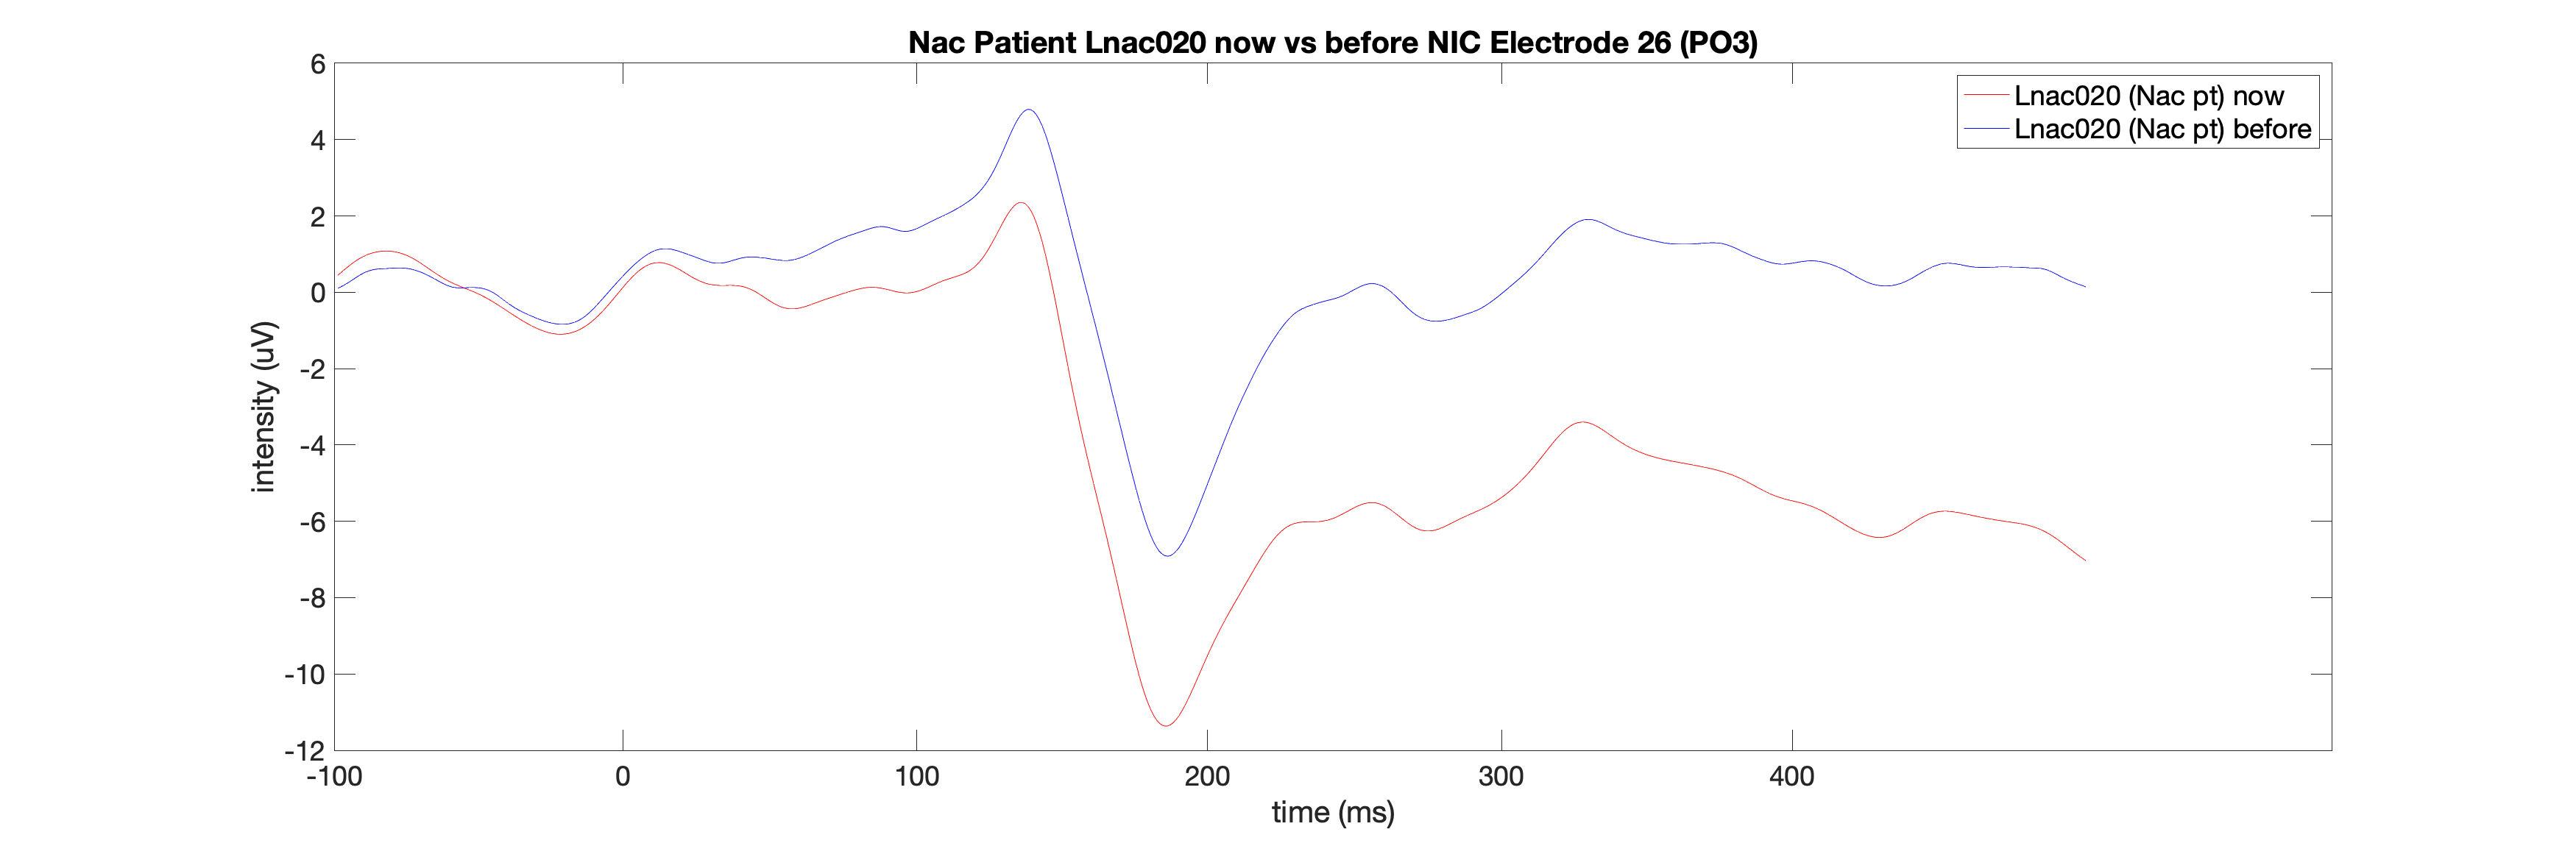 Nac Patient Lnac020 now vs before NIC Electrode 26 (PO3)
6
4
2
0
-2
-4
-6
-8
-10
-12
intensity (uV)
Lnac020 (Nac pt) now
Lnac020 (Nac pt) before
-100 0 100 200 300 400
time (ms)